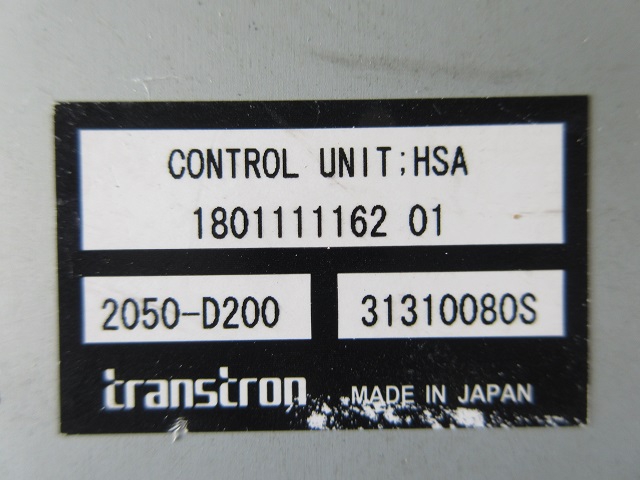 CONTROL UNIT;HSA
1801111162 01
2050-D200
31310080S
transtron
MADE IN JAPAN